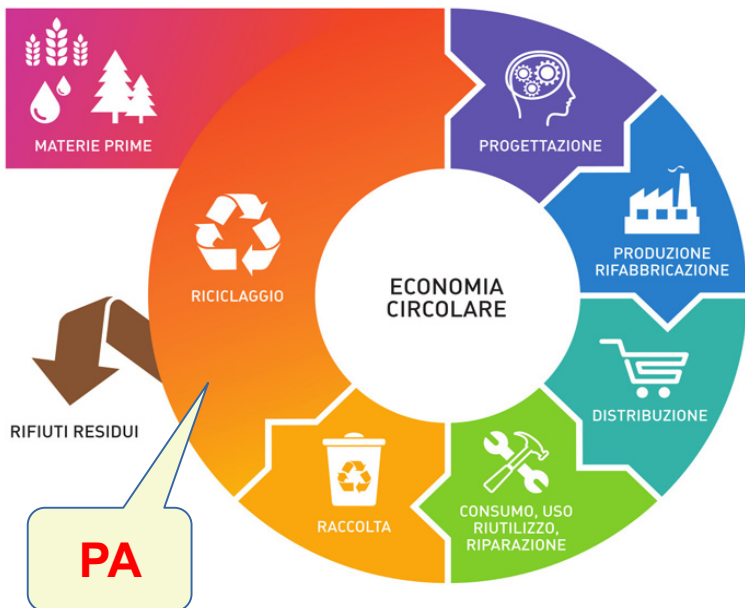 MATERIE PRIME
PROGETTAZIONE
PRODUZIONE
RIFABBRICAZIONE
RICICLAGGIO
ECONOMIA
CIRCOLARE
DISTRIBUZIONE
RIFIUTI RESIDUI
RACCOLTA
CONSUMO, USO
RIUTILIZZO,
RIPARAZIONE
PA